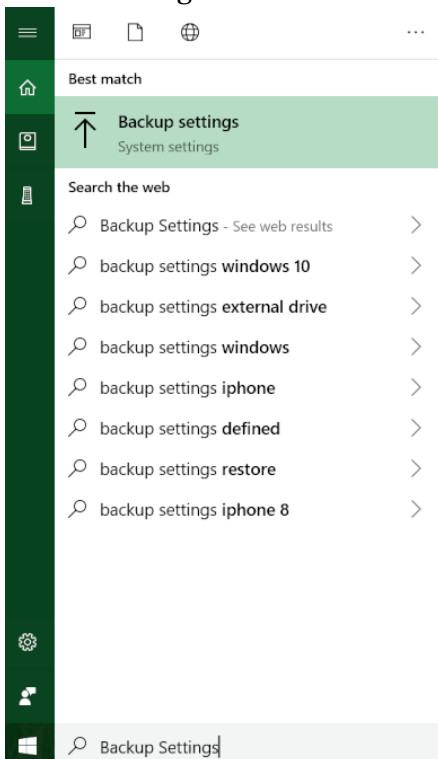 ...
Best match
Backup settings
System settings
Search the web
Backup Settings - See web results
backup settings windows 10
backup settings external drive
backup settings windows
backup settings iphone
backup settings defined
backup settings restore
backup settings iphone 8
Backup Settings